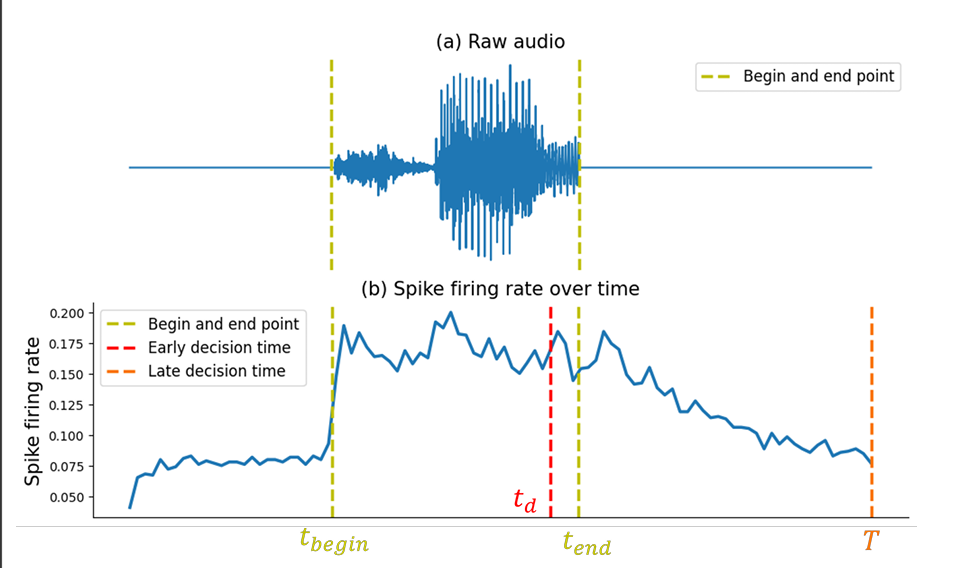 (a) Raw audio
Begin and end point
(b) Spike firing rate over time
Spike firing rate
0.200
0.175
0.150
0.125
0.100
0.075
0.050
Begin and end point
Early decision time
Late decision time
t_d
t_begin
t_end
T